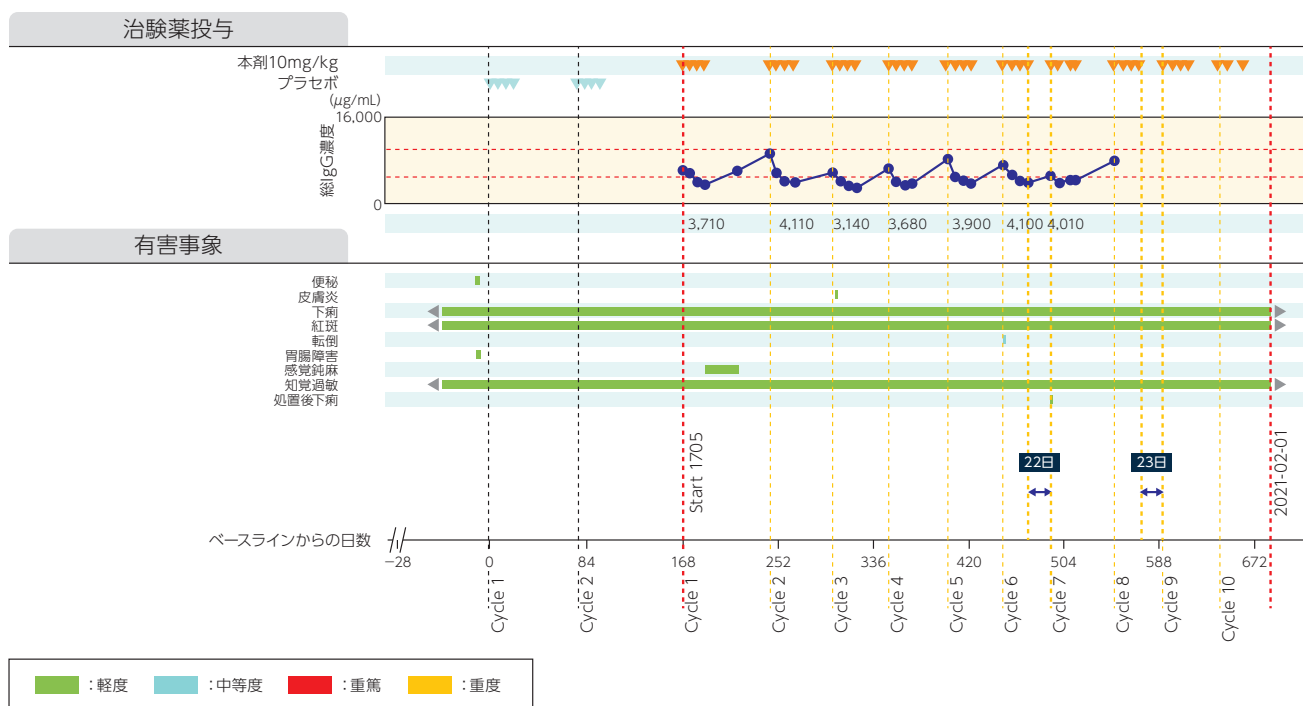 治験薬投与
本剤10mg/kg
プラセボ
(μg/mL)
16,000
総IgG濃度
0
3,710 4,110 3,140 3,680 3,900 4,100 4,010
有害事象
便秘
皮膚炎
下痢
紅斑
転倒
胃腸障害
感覚鈍麻
知覚過敏
処置後下痢
Start 1705
22日
23日
2021-02-01
ベースラインからの日数
-28 0 84 168 252 336 420 504 588 672
Cycle 1
Cycle 2
Cycle 1
Cycle 2
Cycle 3
Cycle 4
Cycle 5
Cycle 6
Cycle 7
Cycle 8
Cycle 9
Cycle 10
:軽度 :中等度 :重篤 :重度